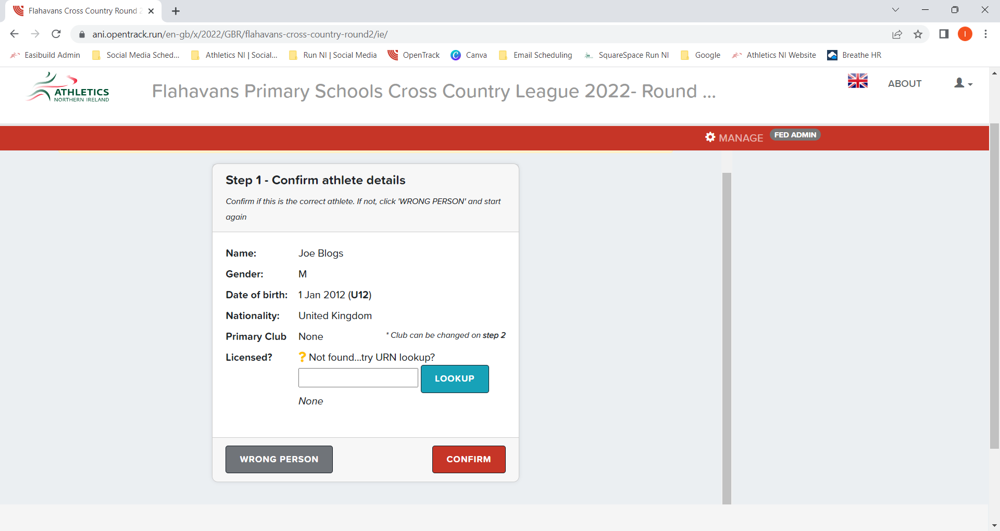 Flahavans Cross Country Round 2
ani.opentrack.run/en-gb/x/2022/GBR/flahavans-cross-country-round2/ie/
I
Easibuild Admin
Social Media Sched...
Athletics NI | Social...
Run NI | Social Media
OpenTrack
Canva
Email Scheduling
SquareSpace Run NI
Google
Athletics NI Website
Breathe HR
ATHLETICS
NORTHERN IRELAND
Flahavans Primary Schools Cross Country League 2022- Round ...
ABOUT
MANAGE
FED ADMIN
Step 1 - Confirm athlete details
Confirm if this is the correct athlete. If not, click 'WRONG PERSON' and start
again
Name: Joe Blogs
Gender: M
Date of birth: 1 Jan 2012 (U12)
Nationality: United Kingdom
Primary Club None * Club can be changed on step 2
Licensed? ? Not found...try URN lookup?
LOOKUP
None
WRONG PERSON
CONFIRM